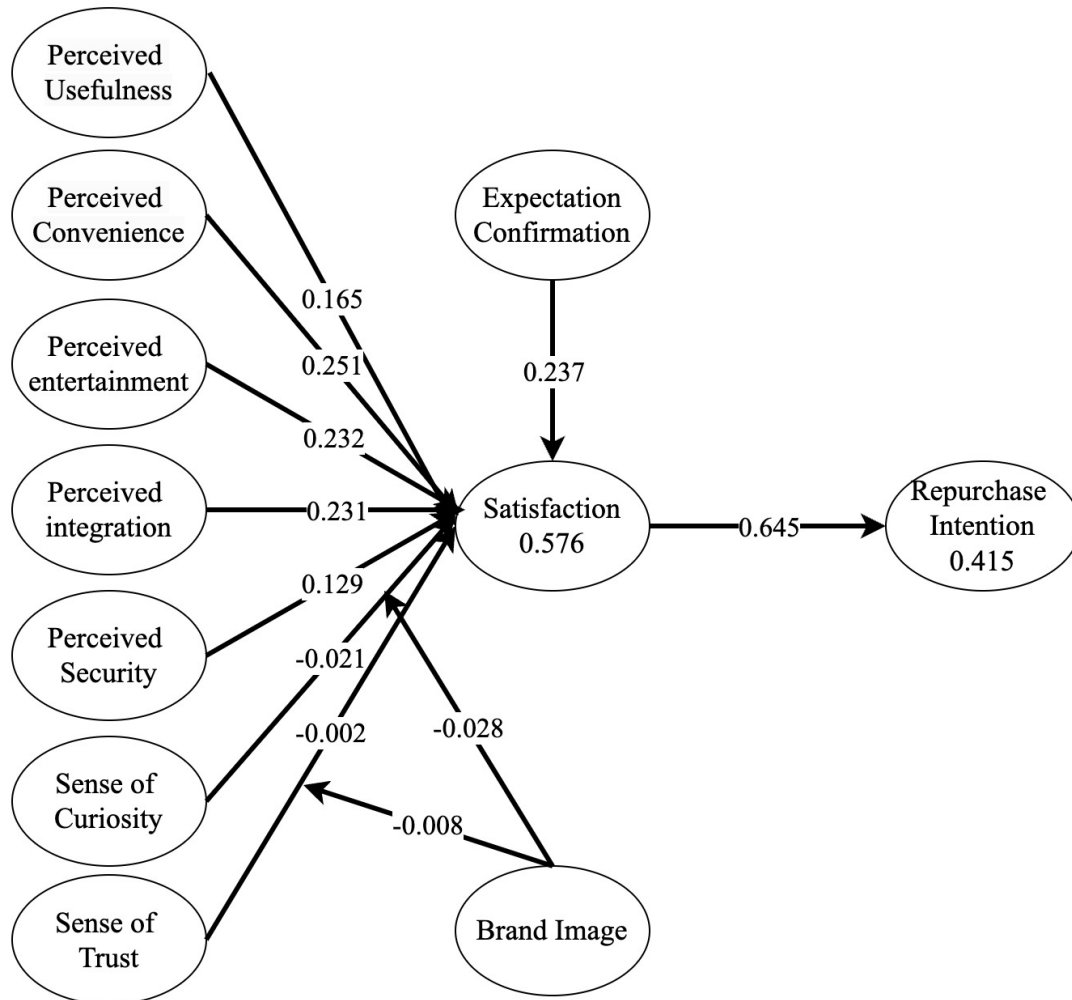 Perceived
Usefulness
Perceived
Convenience
Perceived
entertainment
Perceived
integration
Perceived
Security
Sense of
Curiosity
Sense of
Trust
0.165
0.251
0.232
0.231
0.129
-0.021
-0.002
Expectation
Confirmation
0.237
Satisfaction
0.576
-0.028
-0.008
Brand Image
0.645
Repurchase
Intention
0.415